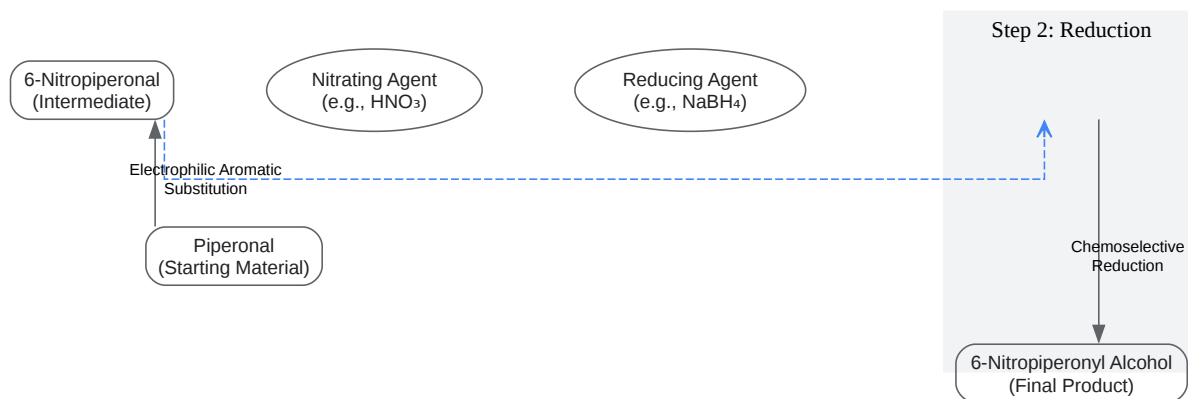 Step 2: Reduction
6-Nitropiperonal
(Intermediate)
Nitrating Agent
(e.g., HNO₃)
Reducing Agent
(e.g., NaBH₄)
Electrophilic Aromatic
Substitution
Piperonal
(Starting Material)
Chemoselective
Reduction
6-Nitropiperonyl Alcohol
(Final Product)